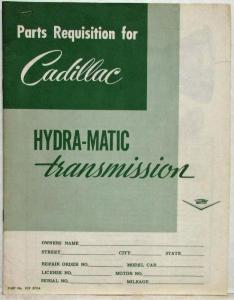 Parts Requisition for
Cadillac
HYDRA-MATIC
transmission
OWNERS NAME
STREET CITY STATE
REPAIR ORDER NO. MODEL CAR
LICENSE NO. MOTOR NO.
SERIAL NO. MILEAGE